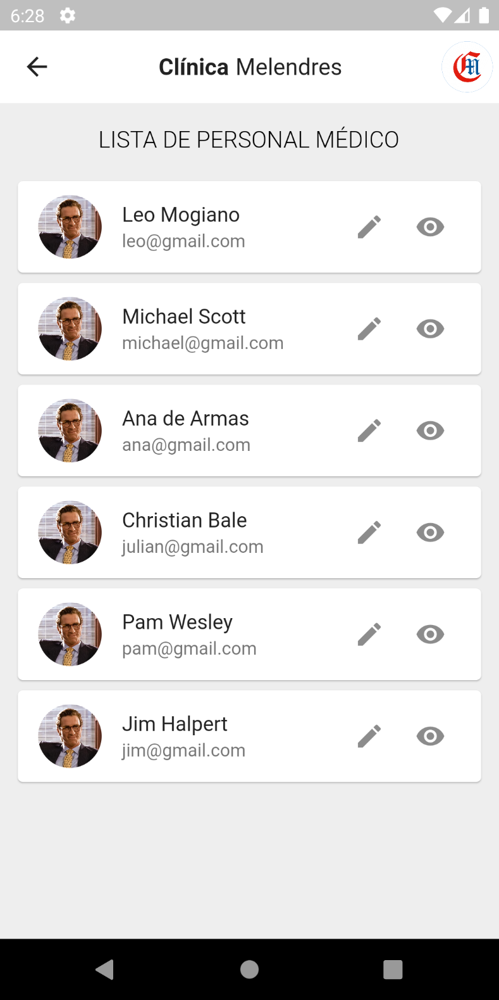 6:28
Clínica Melendres
CM
LISTA DE PERSONAL MÉDICO
Leo Mogiano
leo@gmail.com
Michael Scott
michael@gmail.com
Ana de Armas
ana@gmail.com
Christian Bale
julian@gmail.com
Pam Wesley
pam@gmail.com
Jim Halpert
jim@gmail.com